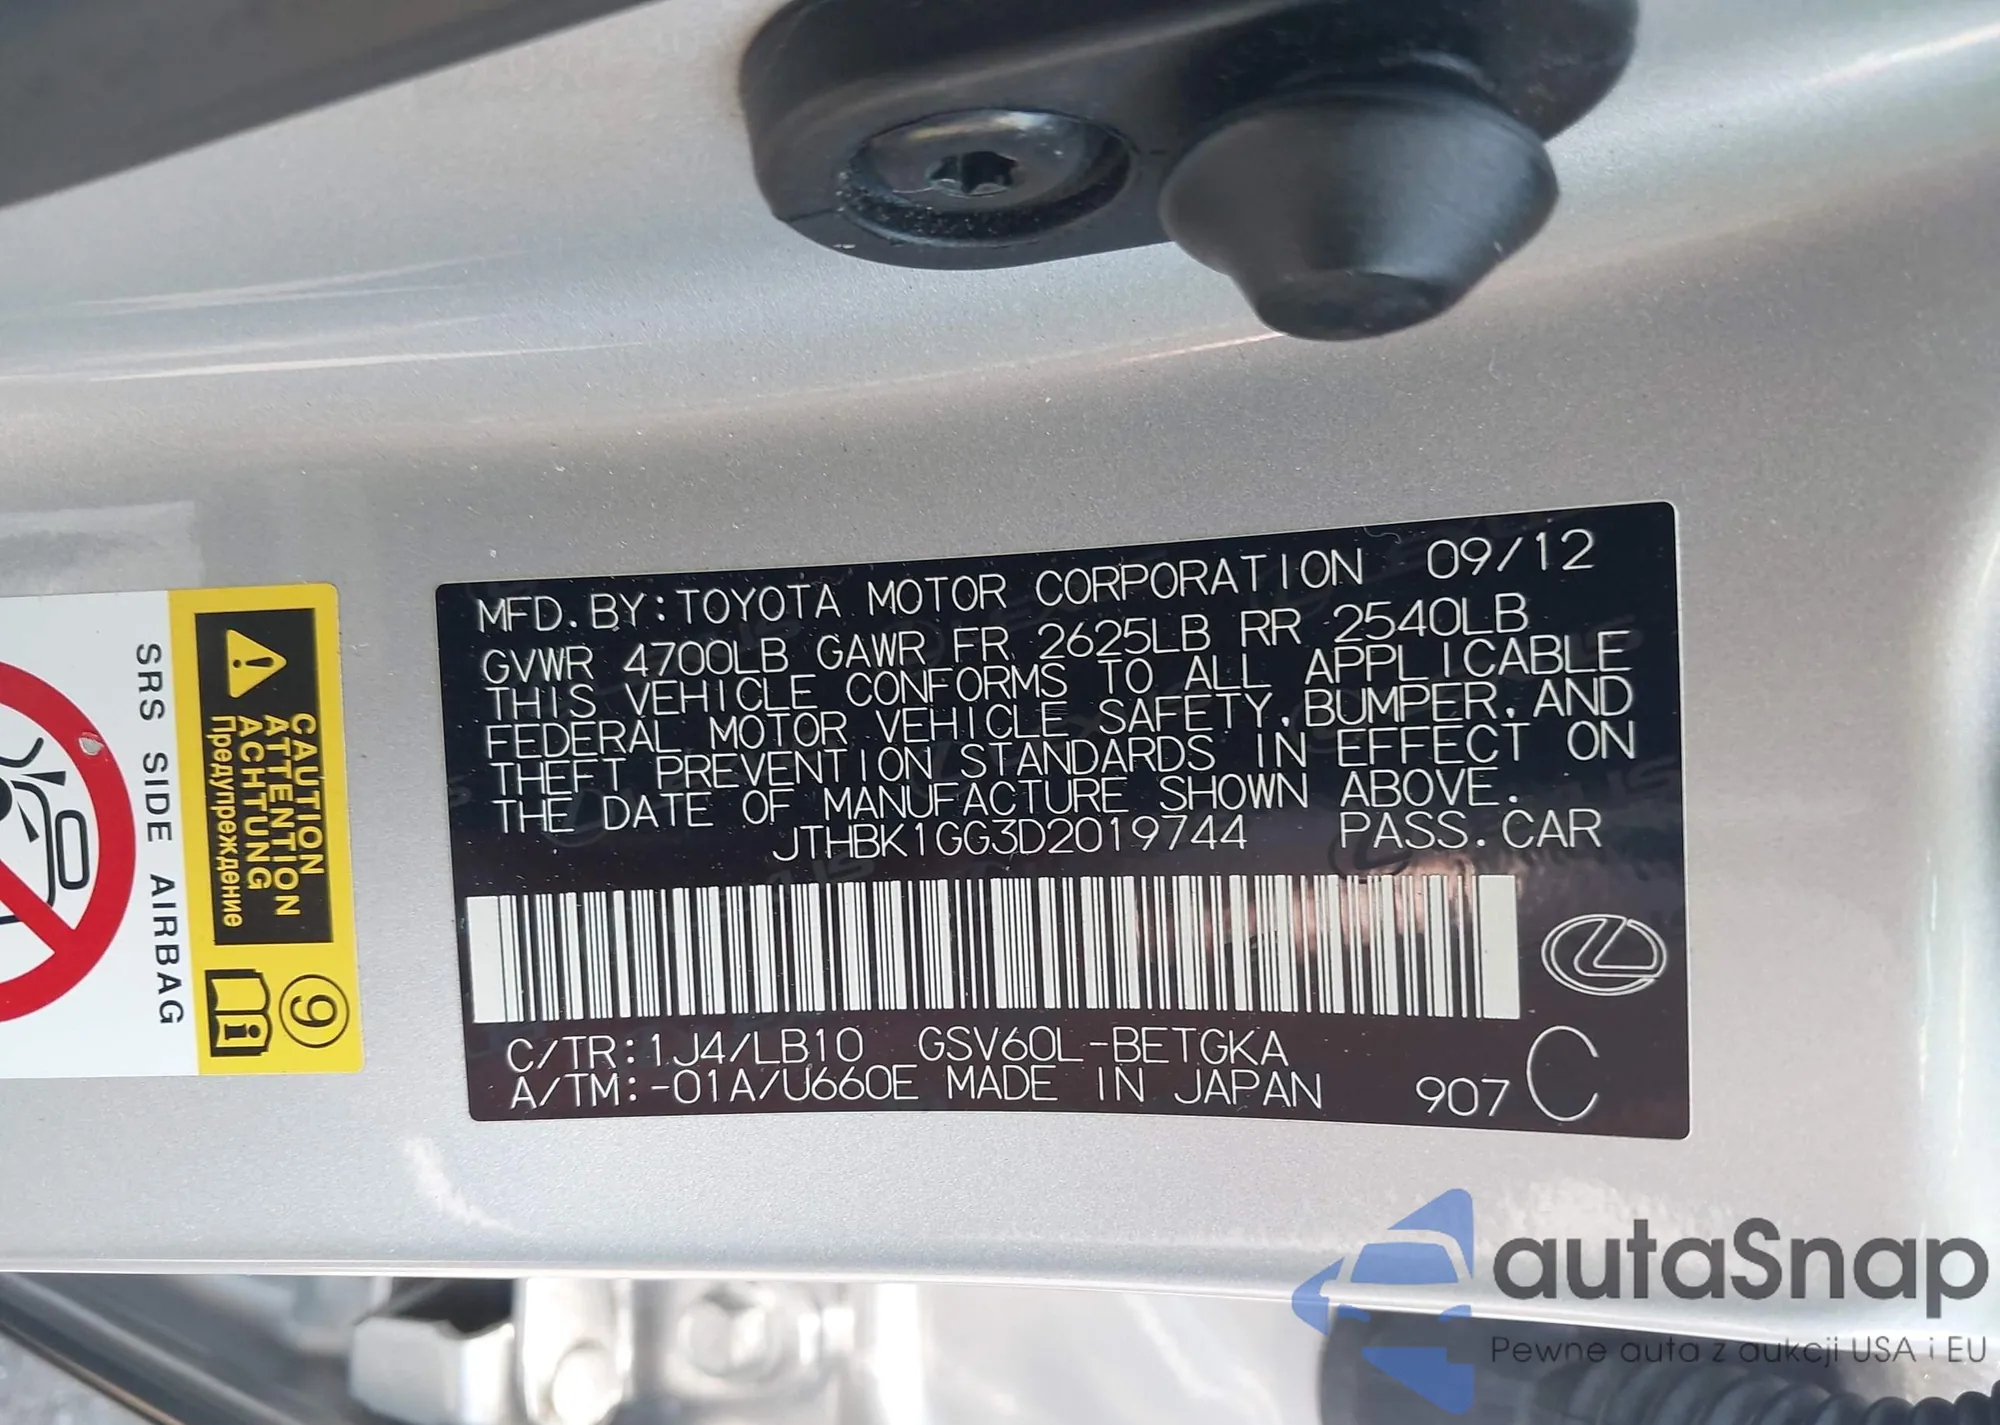 MFD. BY: TOYOTA MOTOR CORPORATION 09/12
GVWR 4700LB GAWR FR 2625LB RR 2540LB
THIS VEHICLE CONFORMS TO ALL APPLICABLE
FEDERAL MOTOR VEHICLE SAFETY, BUMPER, AND
THEFT PREVENTION STANDARDS IN EFFECT ON
THE DATE OF MANUFACTURE SHOWN ABOVE.
JTHBK1GG3D2019744 PASS. CAR
C/TR: 1J4/LB10 GSV60L-BETGKA
A/TM: -01A/U660E MADE IN JAPAN 907 C
CAUTION
ATTENTION
ACHTUNG
Предупреждение
9
SRS SIDE AIRBAG
autaSnap
Pewne auta z aukcji USA i EU